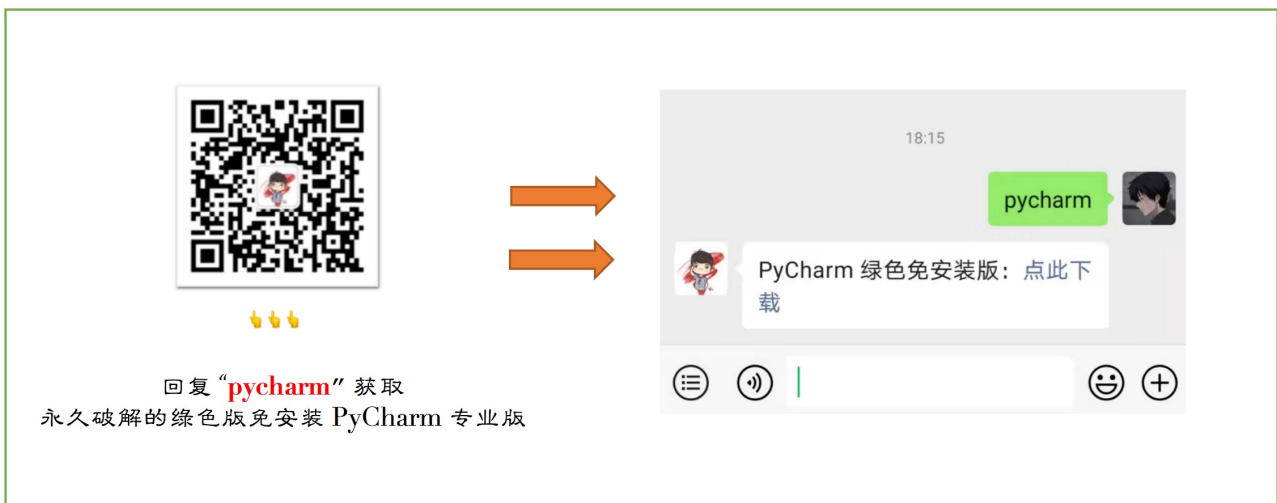 回复 “pycharm” 获取
永久破解的绿色版免安装 PyCharm 专业版
18:15
pycharm
PyCharm 绿色免安装版：点此下
载